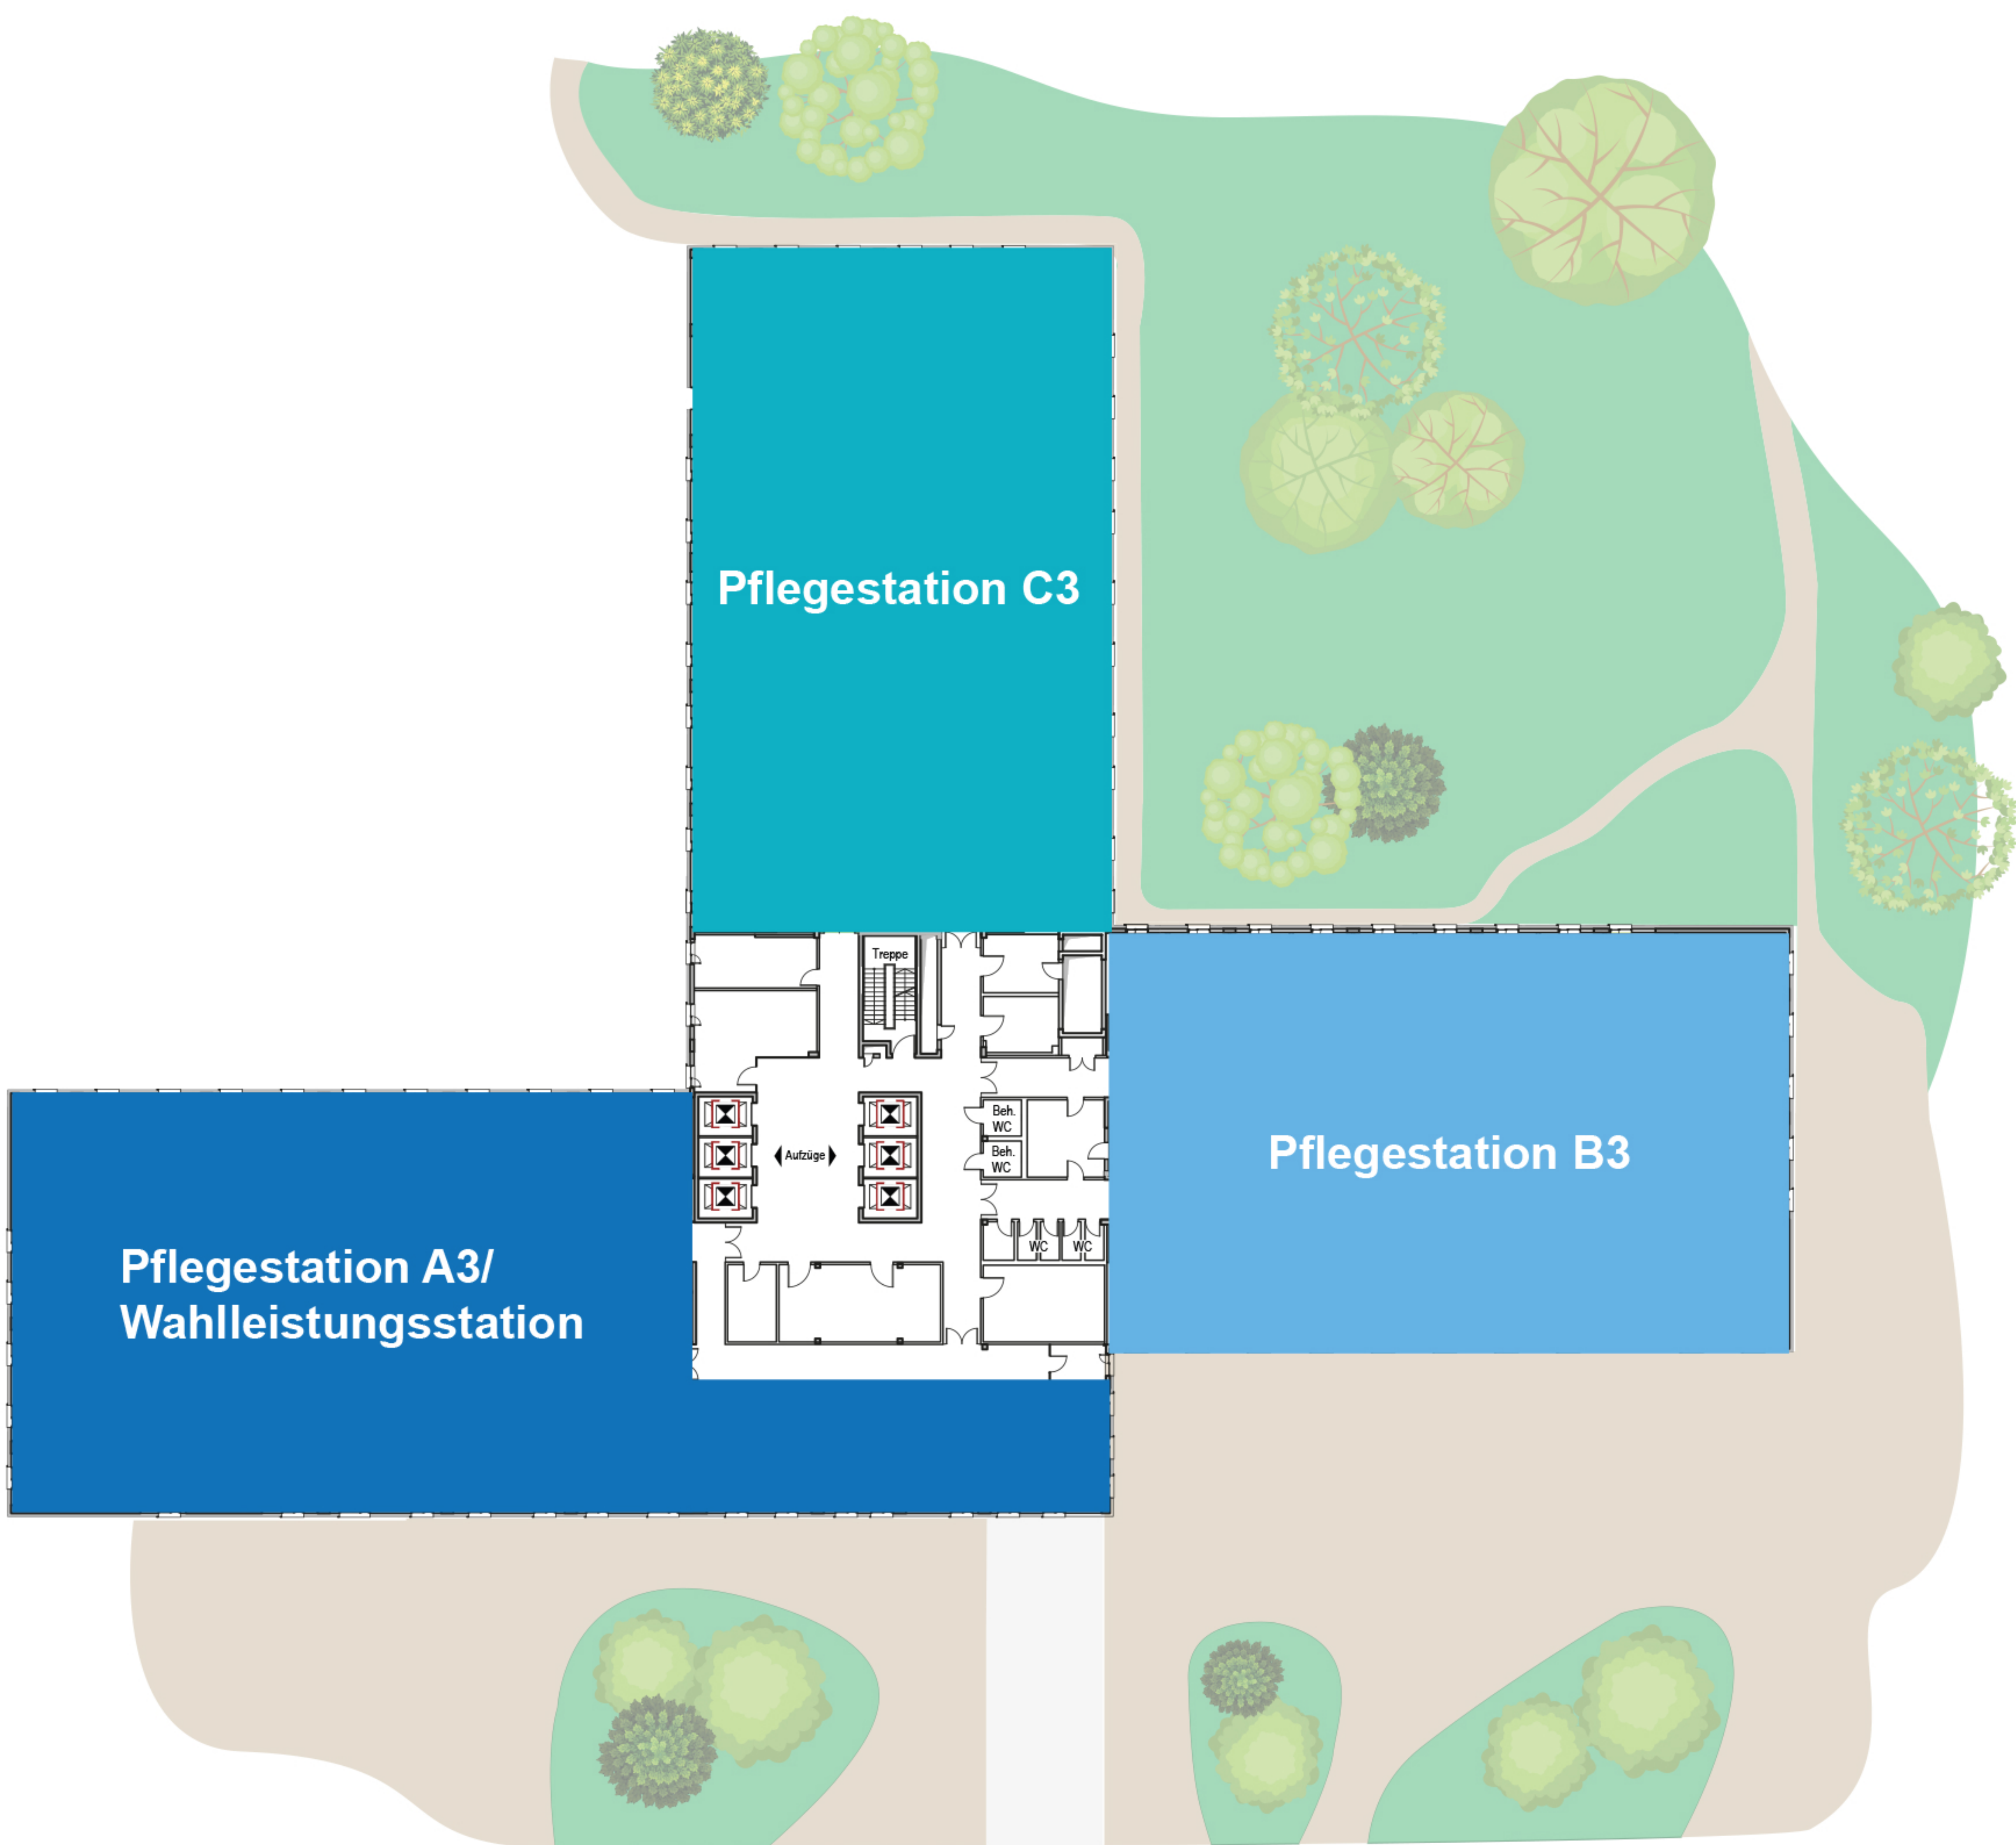 Pflegestation C3
Treppe
Beh.
WC
Aufzüge
Beh.
WC
Pflegestation B3
WC
WC
Pflegestation A3/
Wahlleistungsstation